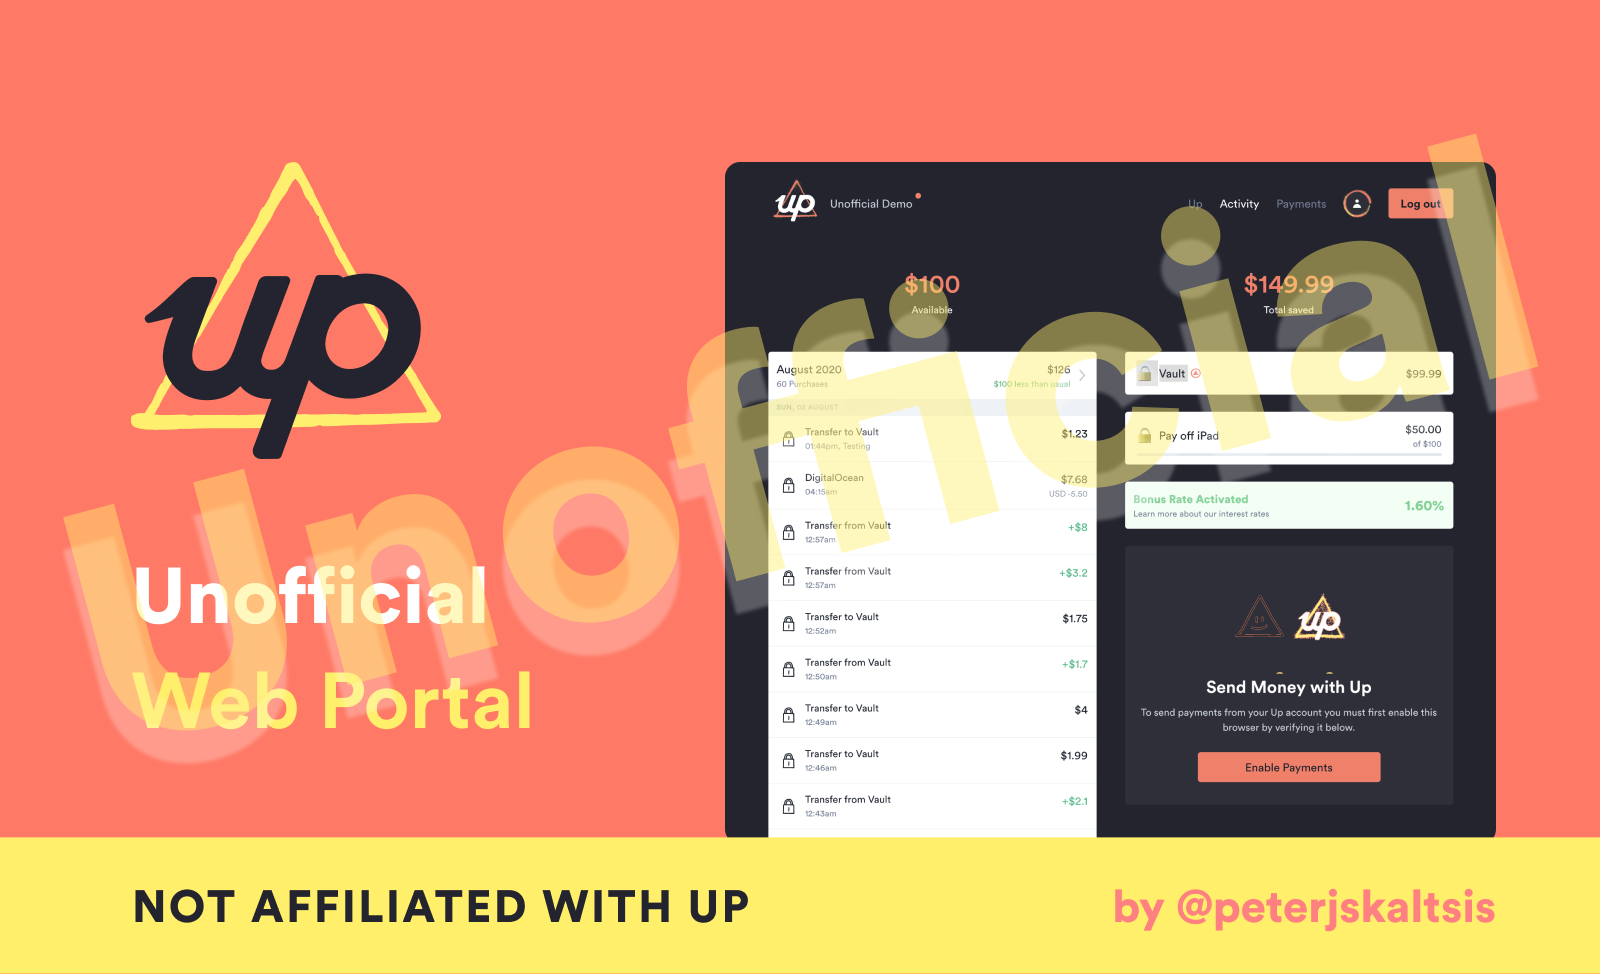 up
Unofficial
Web Portal
Unofficial
up Unofficial Demo
Up Activity Payments Log out
$100
Available
$149.99
Total saved
August 2020 $126
60 Purchases $100 less than usual
SUN, 02 AUGUST
Transfer to Vault $1.23
01:44pm, Testing
DigitalOcean $7.68
04:15am USD -5.50
Transfer from Vault +$8
12:57am
Transfer from Vault +$3.2
12:57am
Transfer to Vault $1.75
12:52am
Transfer from Vault +$1.7
12:50am
Transfer to Vault $4
12:49am
Transfer to Vault $1.99
12:46am
Transfer from Vault +$2.1
12:43am
Vault $99.99
Pay off iPad $50.00
of $100
Bonus Rate Activated 1.60%
Learn more about our interest rates
up
Send Money with Up
To send payments from your Up account you must first enable this
browser by verifying it below.
Enable Payments
NOT AFFILIATED WITH UP
by @peterjskaltsis